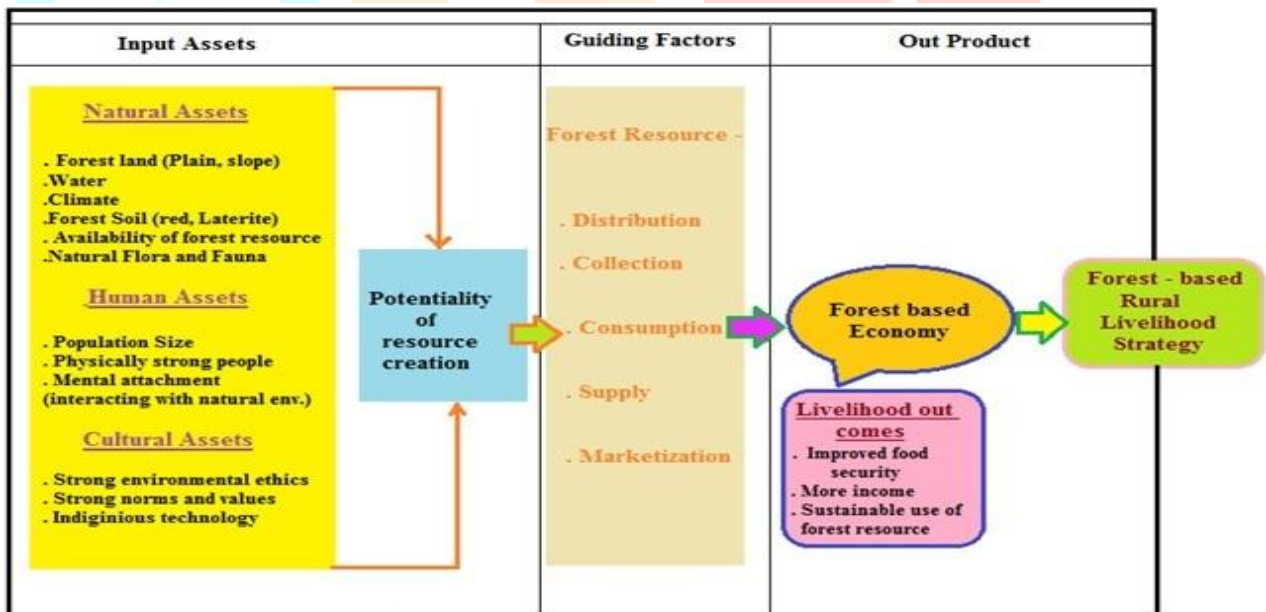 Input Assets
Guiding Factors
Out Product
Natural Assets
. Forest land (Plain, slope)
.Water
.Climate
.Forest Soil (red, Laterite)
. Availability of forest resource
.Natural Flora and Fauna
Human Assets
. Population Size
. Physically strong people
. Mental attachment
(interacting with natural env.)
Cultural Assets
. Strong environmental ethics
. Strong norms and values
. Indiginious technology
Potentiality
of
resource
creation
Forest Resource -
. Distribution
. Collection
. Consumption
. Supply
. Marketization
Forest based
Economy
Livelihood out
comes
. Improved food
security
. More income
. Sustainable use of
forest resource
Forest - based
Rural
Livelihood
Strategy